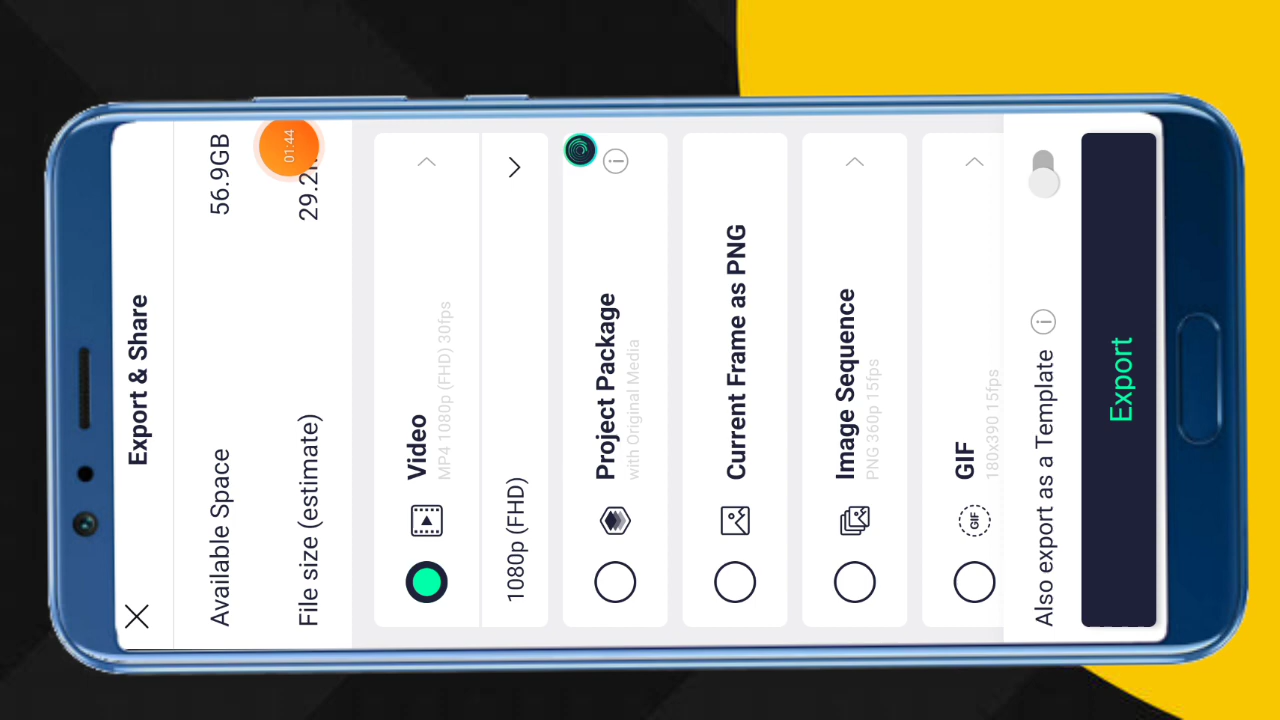 Export & Share
Available Space 56.9GB
File size (estimate) 29.2
01:44
Video
MP4 1080p (FHD) 30fps
1080p (FHD)
Project Package
with Original Media
Current Frame as PNG
Image Sequence
PNG 360p 15fps
GIF
GIF
180x390 15fps
Also export as a Template
Export